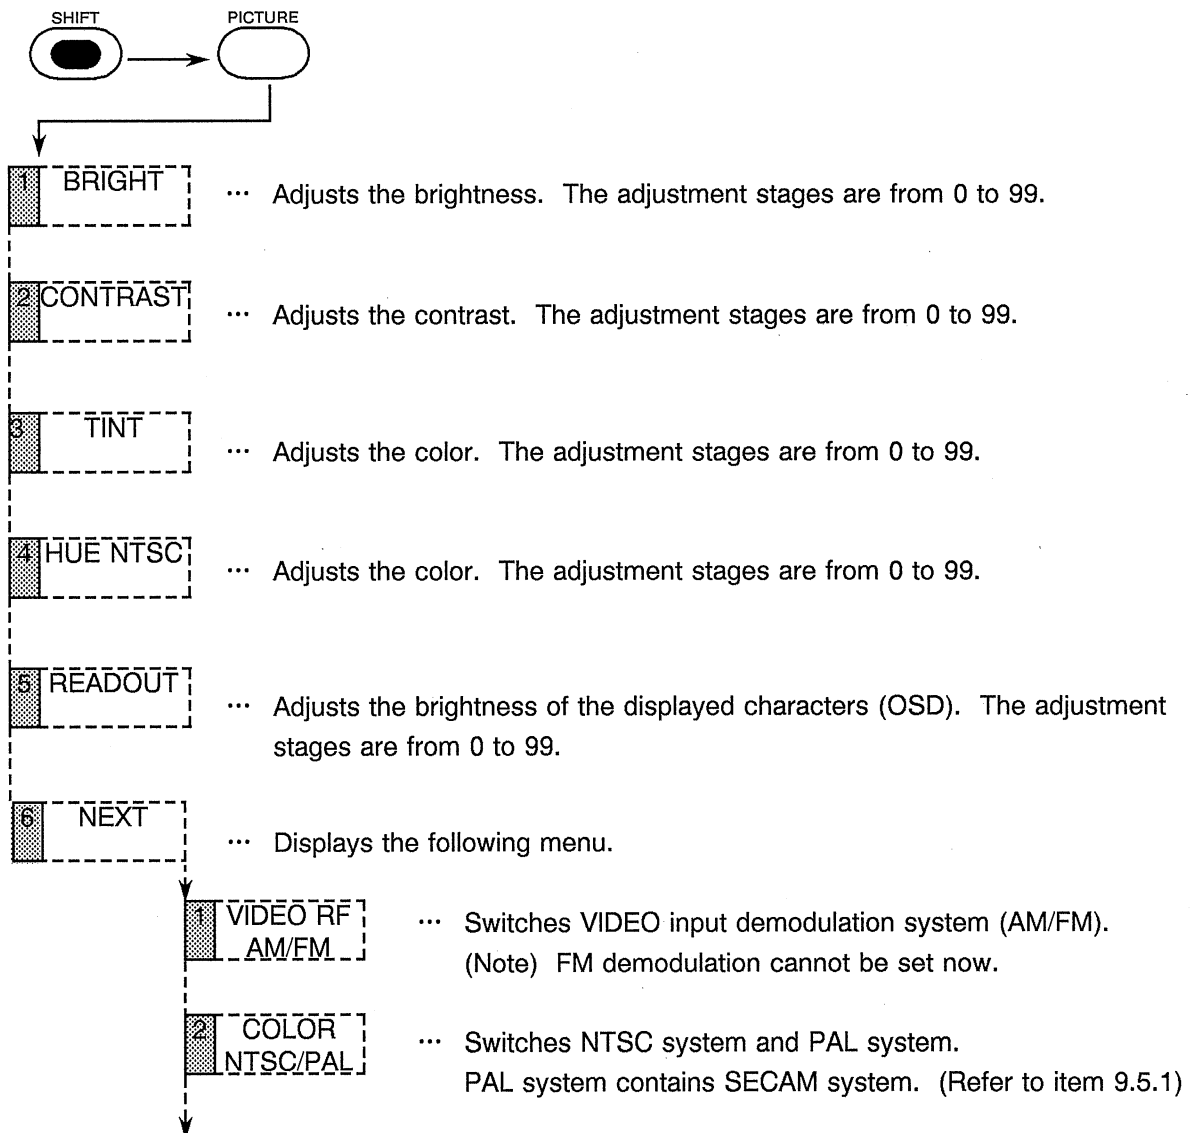 SHIFT PICTURE
1 BRIGHT ... Adjusts the brightness. The adjustment stages are from 0 to 99.
2 CONTRAST ... Adjusts the contrast. The adjustment stages are from 0 to 99.
3 TINT ... Adjusts the color. The adjustment stages are from 0 to 99.
4 HUE NTSC ... Adjusts the color. The adjustment stages are from 0 to 99.
5 READOUT ... Adjusts the brightness of the displayed characters (OSD). The adjustment
stages are from 0 to 99.
6 NEXT ... Displays the following menu.
1 VIDEO RF ... Switches VIDEO input demodulation system (AM/FM).
AM/FM (Note) FM demodulation cannot be set now.
2 COLOR ... Switches NTSC system and PAL system.
NTSC/PAL PAL system contains SECAM system. (Refer to item 9.5.1)